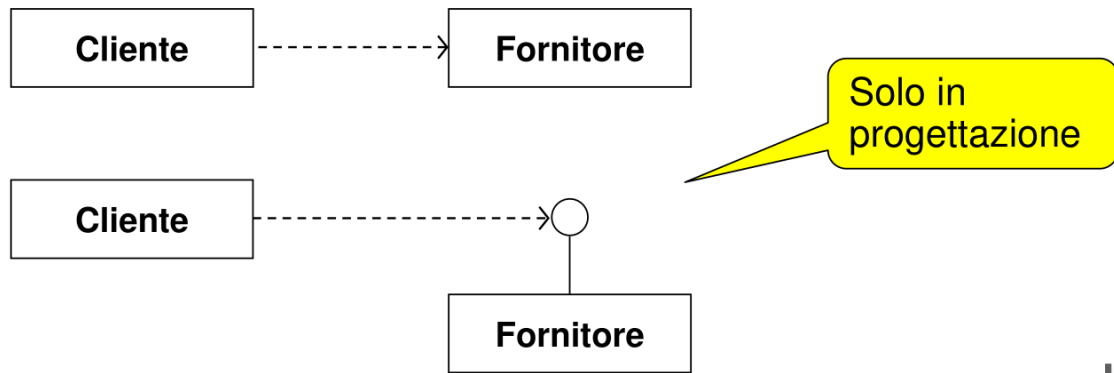 Cliente
Fornitore
Solo in
progettazione
Cliente
Fornitore